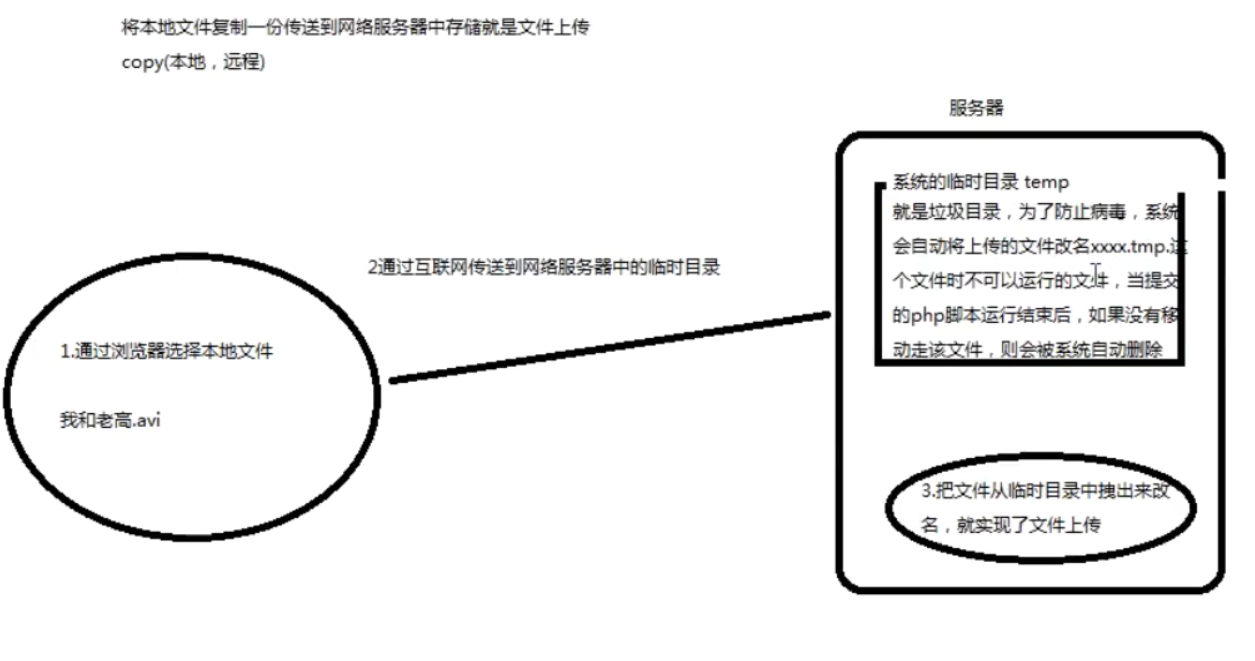 将本地文件复制一份传送到网络服务器中存储就是文件上传
copy(本地，远程)
服务器
系统的临时目录 temp
就是垃圾目录，为了防止病毒，系统
会自动将上传的文件改名xxxx.tmp.这
个文件时不可以运行的文件，当提交
的php脚本运行结束后，如果没有移
动走该文件，则会被系统自动删除
2通过互联网传送到网络服务器中的临时目录
1.通过浏览器选择本地文件
我和老高.avi
3.把文件从临时目录中拽出来改
名，就实现了文件上传